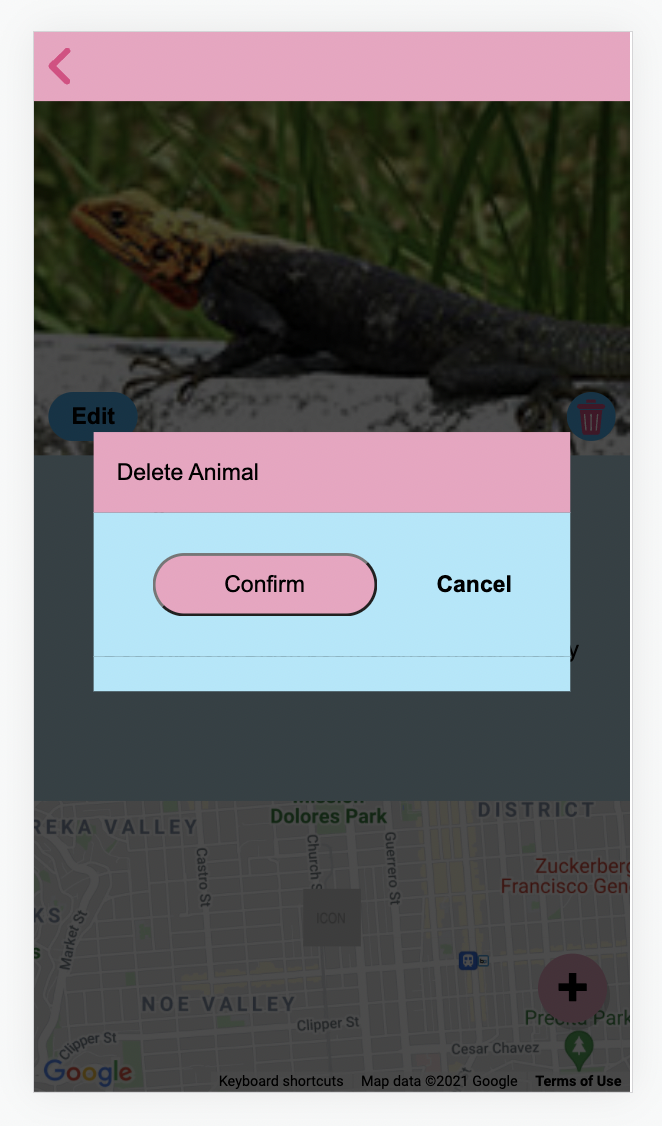 Edit
Delete Animal
Confirm
Cancel
y
Dolores Park
DISTRICT
REKA VALLEY
Castro St
Church S
Guerrero St
Zuckerberg
Francisco Gen
ICON
KS
s
Market St
NOE VALLEY
Clipper St
Clipper St
Precita Park
Cesar Chavez
Google
Keyboard shortcuts
Map data ©2021 Google
Terms of Use